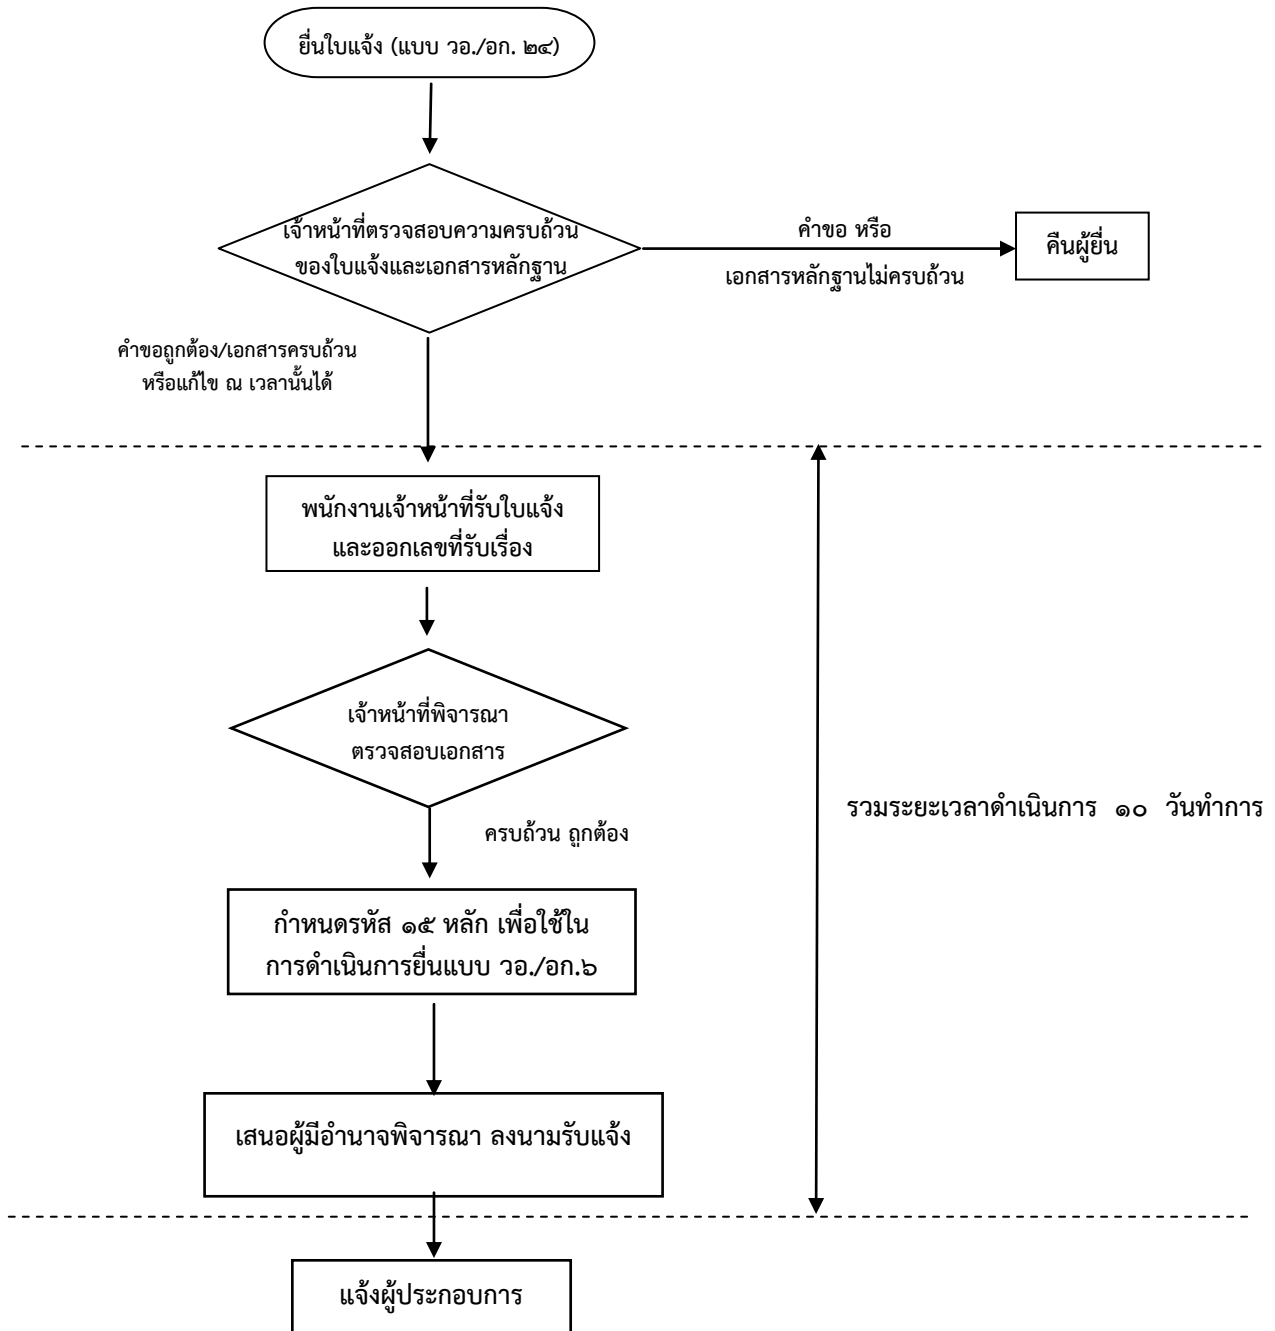 ยื่นใบแจ้ง (แบบ วอ./อก. ๒๔)
เจ้าหน้าที่ตรวจสอบความครบถ้วน
ของใบแจ้งและเอกสารหลักฐาน
คำขอ หรือ
เอกสารหลักฐานไม่ครบถ้วน
คืนผู้ยื่น
คำขอถูกต้อง/เอกสารครบถ้วน
หรือแก้ไข ณ เวลานั้นได้
พนักงานเจ้าหน้าที่รับใบแจ้ง
และออกเลขที่รับเรื่อง
เจ้าหน้าที่พิจารณา
ตรวจสอบเอกสาร
รวมระยะเวลาดำเนินการ ๑๐ วันทำการ
ครบถ้วน ถูกต้อง
กำหนดรหัส ๑๕ หลัก เพื่อใช้ใน
การดำเนินการยื่นแบบ วอ./อก.๖
เสนอผู้มีอำนาจพิจารณา ลงนามรับแจ้ง
แจ้งผู้ประกอบการ